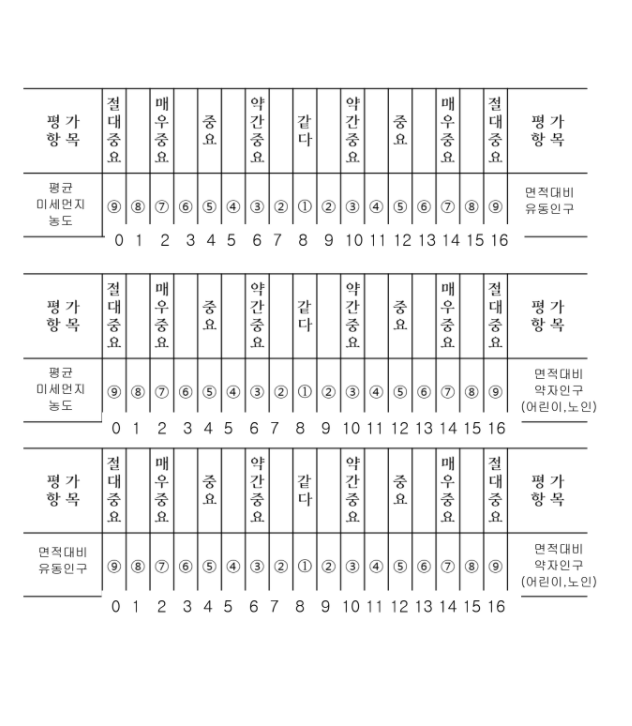 평 가 항 목 절대중요 매우중요 중요 약간중요 같다 약간중요 중요 매우중요 절대중요 평 가 항 목
평균 미세먼지 농도 ⑨ ⑧ ⑦ ⑥ ⑤ ④ ③ ② ① ② ③ ④ ⑤ ⑥ ⑦ ⑧ ⑨ 면적대비 유동인구
0 1 2 3 4 5 6 7 8 9 10 11 12 13 14 15 16
평 가 항 목 절대중요 매우중요 중요 약간중요 같다 약간중요 중요 매우중요 절대중요 평 가 항 목
평균 미세먼지 농도 ⑨ ⑧ ⑦ ⑥ ⑤ ④ ③ ② ① ② ③ ④ ⑤ ⑥ ⑦ ⑧ ⑨ 면적대비 약자인구 (어린이,노인)
0 1 2 3 4 5 6 7 8 9 10 11 12 13 14 15 16
평 가 항 목 절대중요 매우중요 중요 약간중요 같다 약간중요 중요 매우중요 절대중요 평 가 항 목
면적대비 유동인구 ⑨ ⑧ ⑦ ⑥ ⑤ ④ ③ ② ① ② ③ ④ ⑤ ⑥ ⑦ ⑧ ⑨ 면적대비 약자인구 (어린이,노인)
0 1 2 3 4 5 6 7 8 9 10 11 12 13 14 15 16